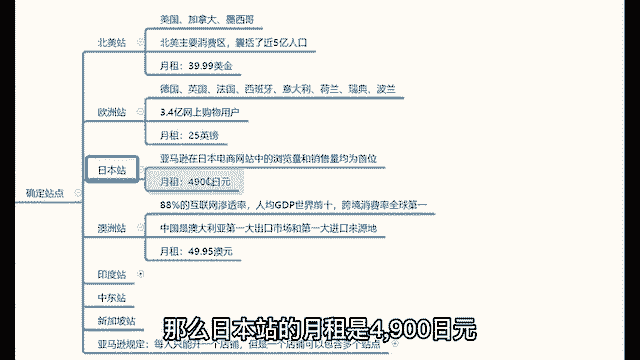 美国、加拿大、墨西哥
北美站
北美主要消费区，囊括了近5亿人口
月租：39.99美金
德国、英国、法国、西班牙、意大利、荷兰、瑞典、波兰
欧洲站
3.4亿网上购物用户
月租：25英镑
亚马逊在日本电商网站中的浏览量和销售量均为首位
日本站
月租：4900日元
确定站点
88%的互联网渗透率，人均GDP世界前十，跨境消费率全球第一
澳洲站
中国是澳大利亚第一大出口市场和第一大进口来源地
月租：49.95澳元
印度站
中东站
新加坡站
那么日本站的月租是4,900日元
亚马逊规定：每人只能开一个店铺，但是一个店铺可以包含多个站点